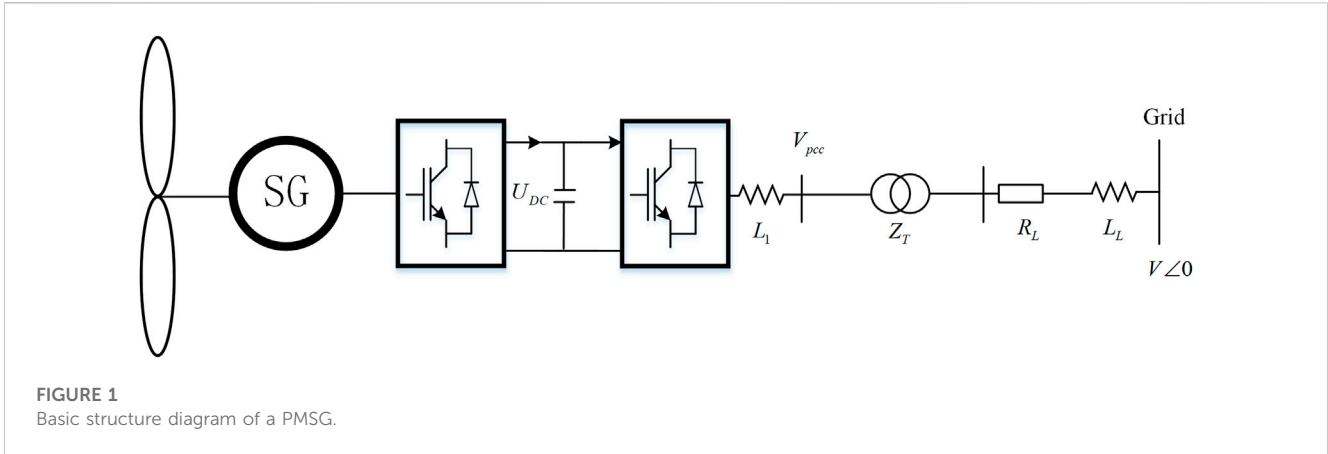 Grid
V_pcc
SG
U_DC
L_1
Z_T
R_L
L_L
V∠0
FIGURE 1
Basic structure diagram of a PMSG.